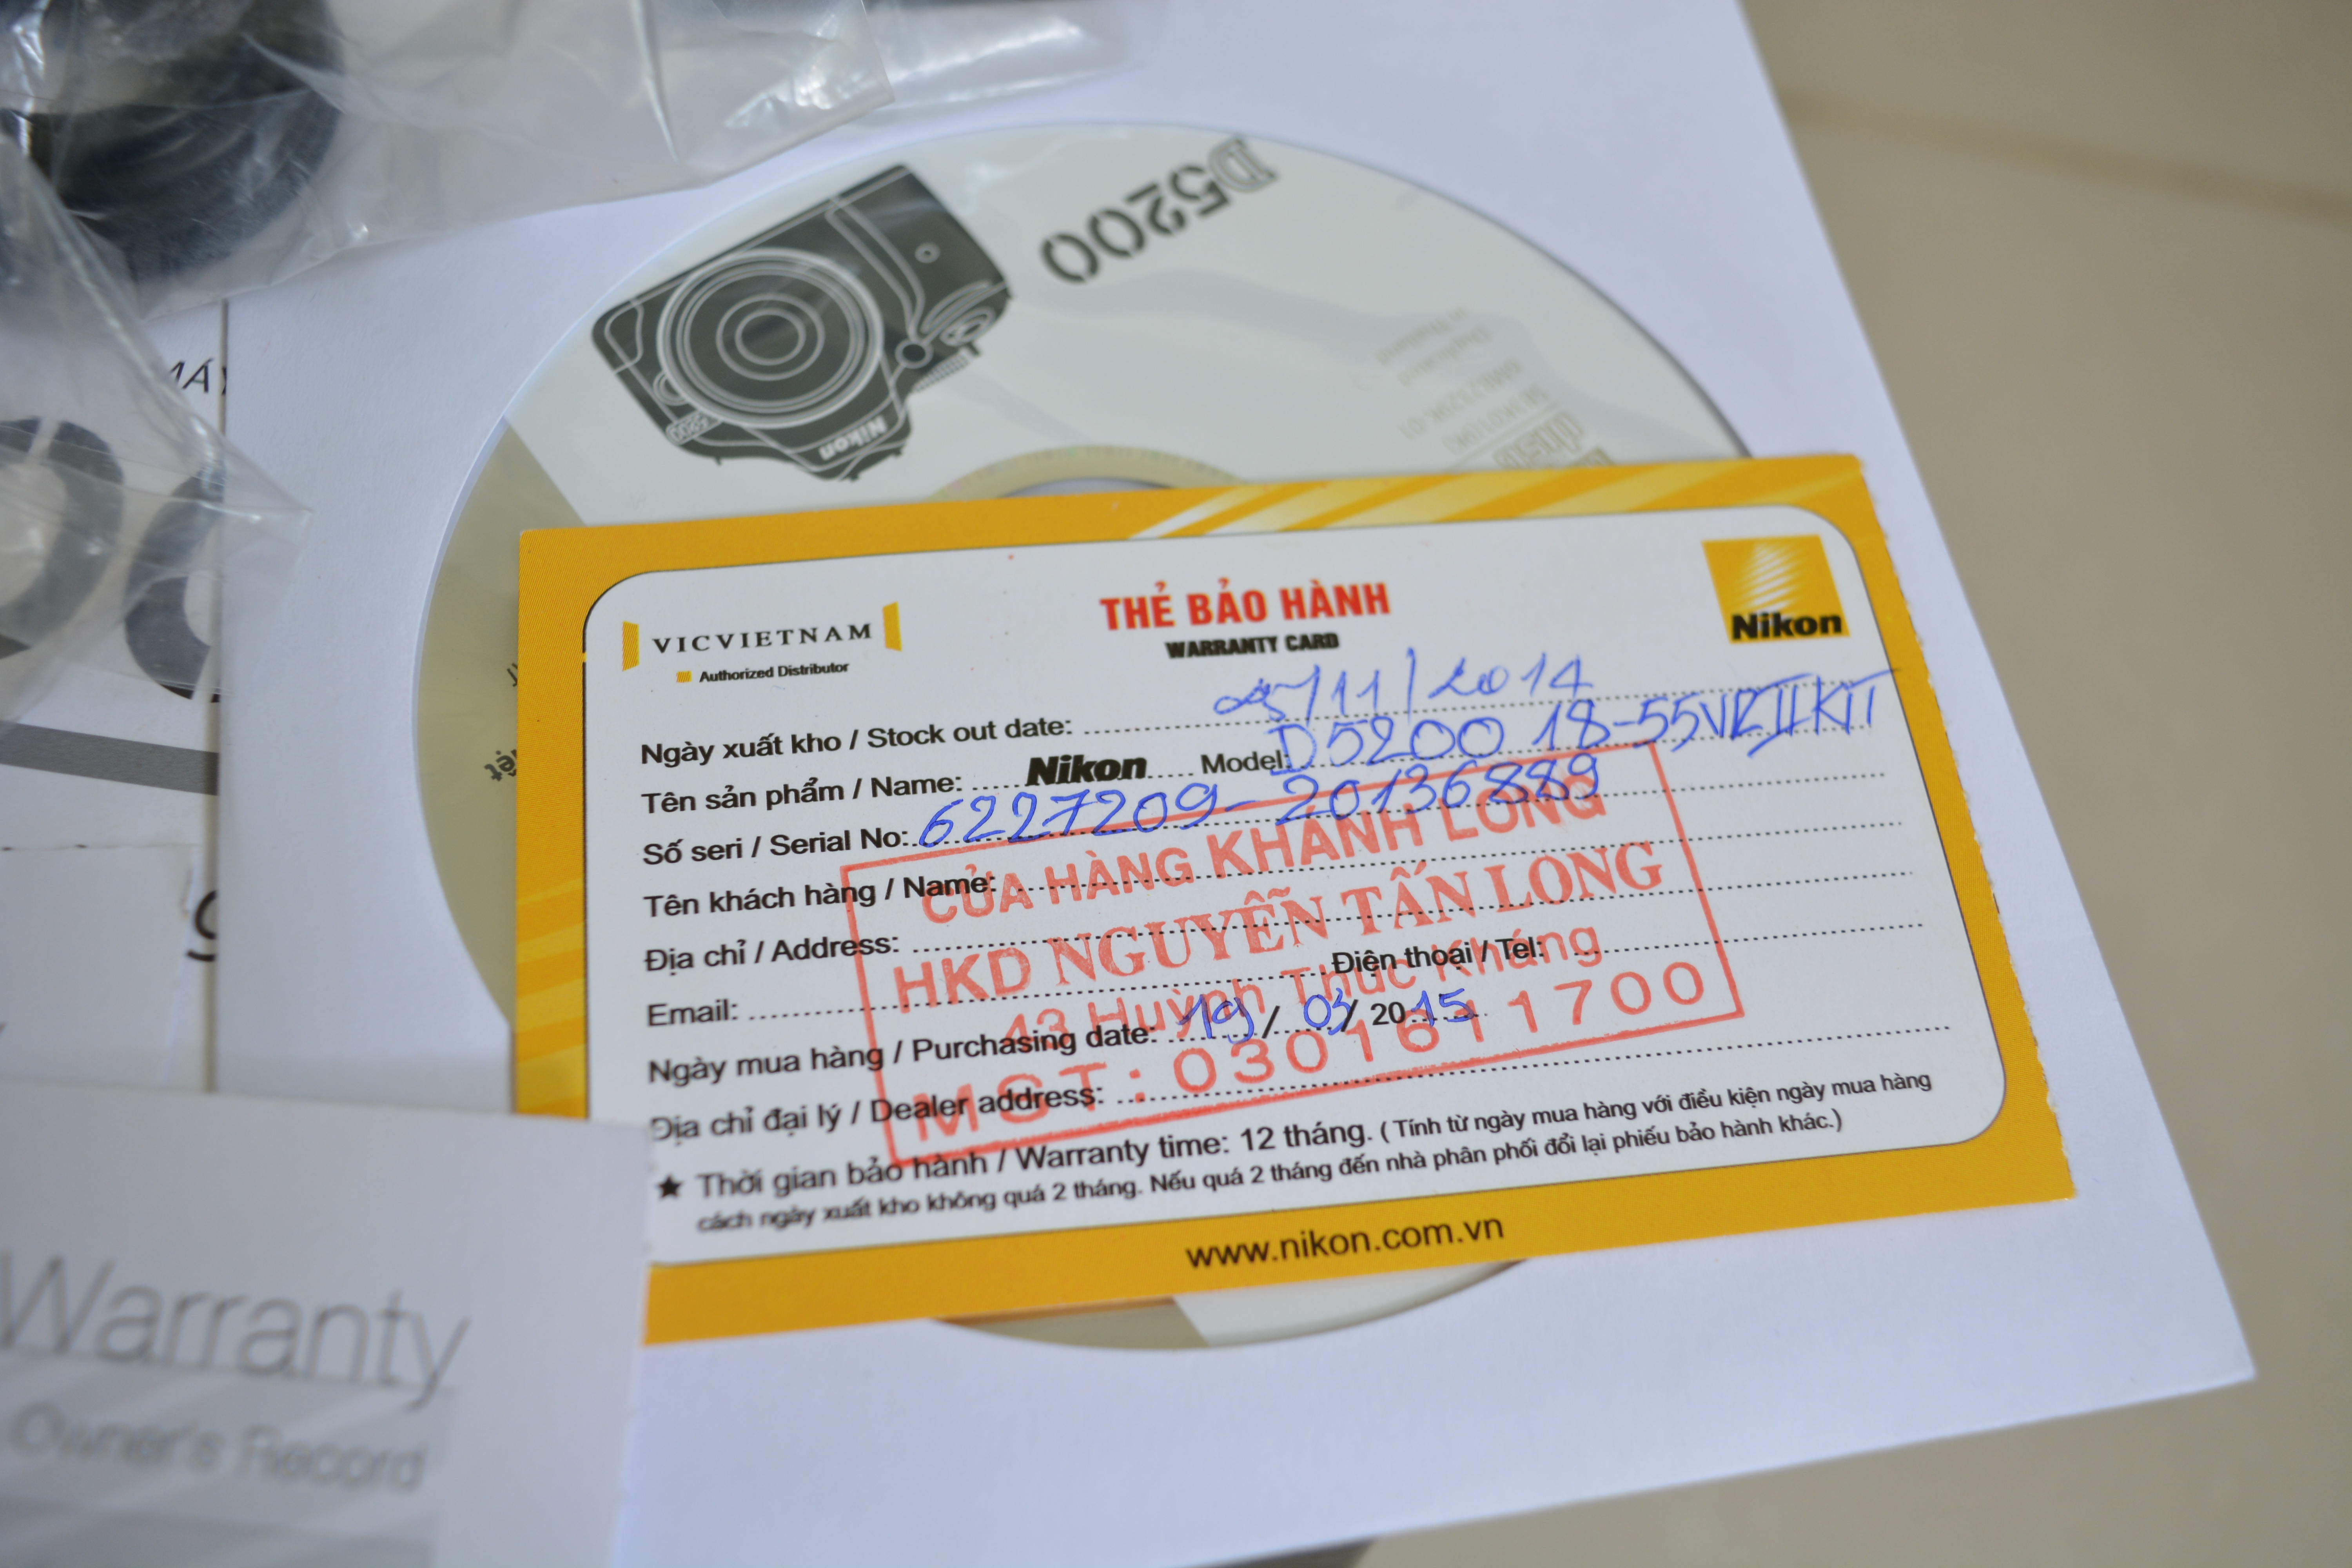 D5200
Nikon
D5200
VICVIETNAM
Authorized Distributor
THẺ BẢO HÀNH
WARRANTY CARD
Nikon
Ngày xuất kho / Stock out date: 25/11/2014
Tên sản phẩm / Name: Nikon Model: D5200 18-55VRIIKIT
Số seri / Serial No: 6227209-20136889
Tên khách hàng / Name:
Địa chỉ / Address:
Email: Điện thoại / Tel:
Ngày mua hàng / Purchasing date: 19 / 03 / 2015
Địa chỉ đại lý / Dealer address:
CỬA HÀNG KHÁNH LONG
HKD NGUYỄN TẤN LONG
43 Huỳnh Thúc Kháng
MST: 0301611700
★ Thời gian bảo hành / Warranty time: 12 tháng. ( Tính từ ngày mua hàng với điều kiện ngày mua hàng
cách ngày xuất kho không quá 2 tháng. Nếu quá 2 tháng đến nhà phân phối đổi lại phiếu bảo hành khác.)
www.nikon.com.vn
Warranty
Owner's Record